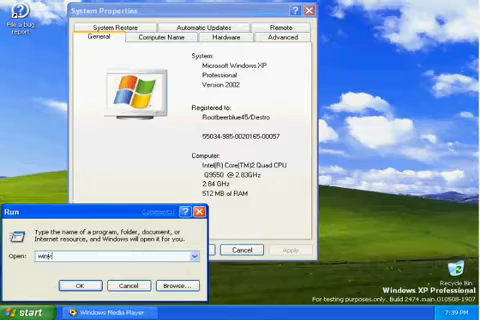 File a bug
report!
System Properties
System Restore
Automatic Updates
Remote
General
Computer Name
Hardware
Advanced
System:
Microsoft Windows XP
Professional
Version 2002
Registered to:
Rootbeerblue45/Destro
55034-985-0020165-00057
Computer:
Intel(R) Core(TM)2 Quad CPU
Q9550 @ 2.83GHz
2.84 GHz
512 MB of RAM
Cancel
Apply
Run
Comments
Type the name of a program, folder, document, or
Internet resource, and Windows will open it for you.
Open:
OK
Cancel
Browse...
Recycle Bin
Windows XP Professional
For testing purposes only. Build 2474.main.010508-1907
start
Windows Media Player
7:39 PM